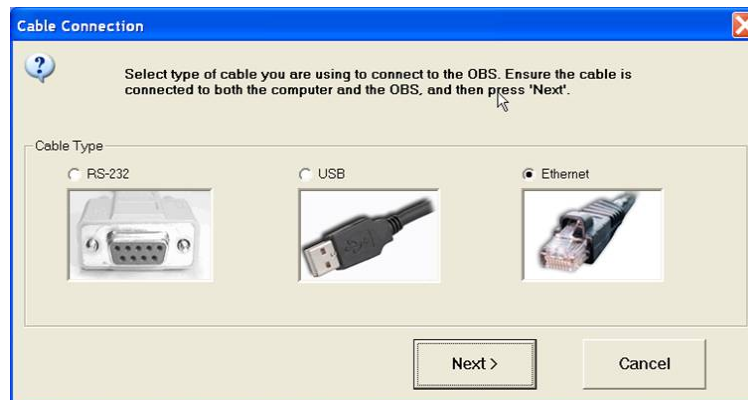 Cable Connection
Select type of cable you are using to connect to the OBS. Ensure the cable is
connected to both the computer and the OBS, and then press 'Next'.
Cable Type
RS-232
USB
Ethernet
Next >
Cancel